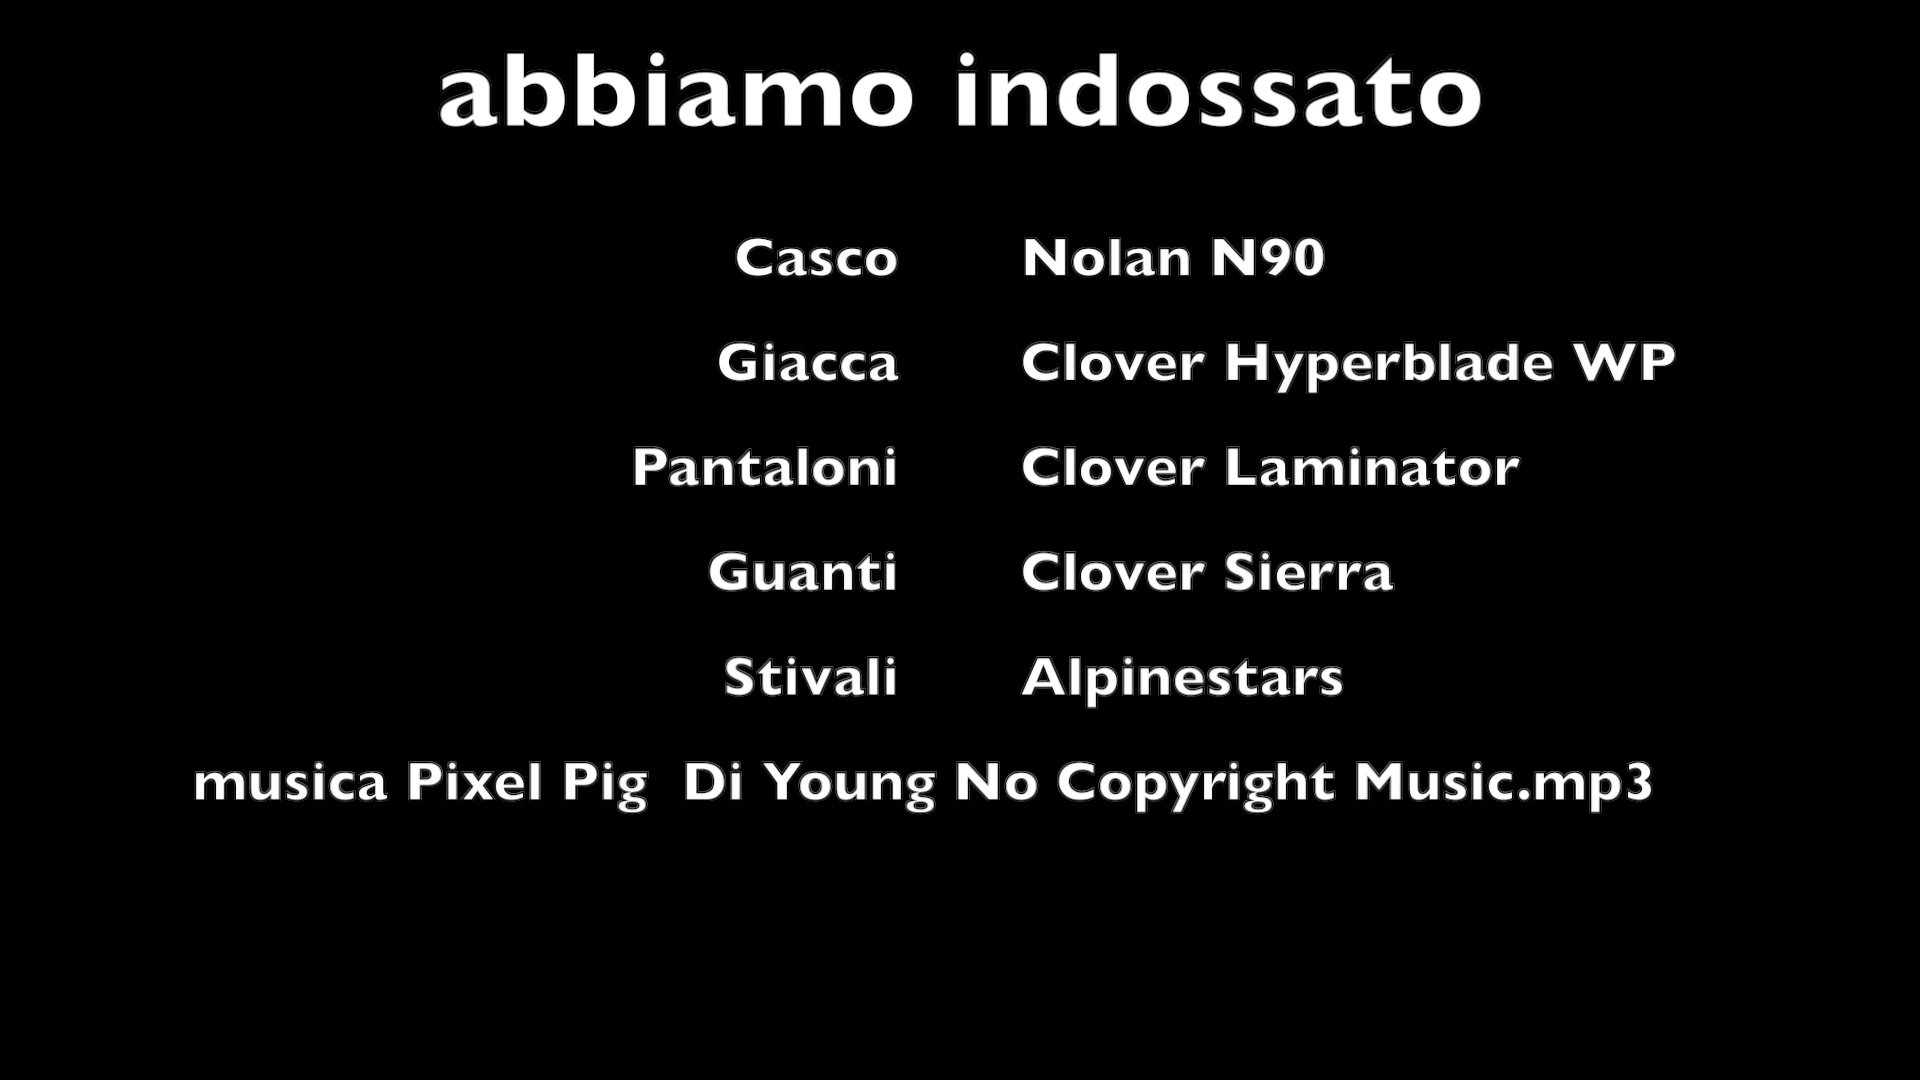 abbiamo indossato
Casco Nolan N90
Giacca Clover Hyperblade WP
Pantaloni Clover Laminator
Guanti Clover Sierra
Stivali Alpinestars
musica Pixel Pig  Di Young No Copyright Music.mp3